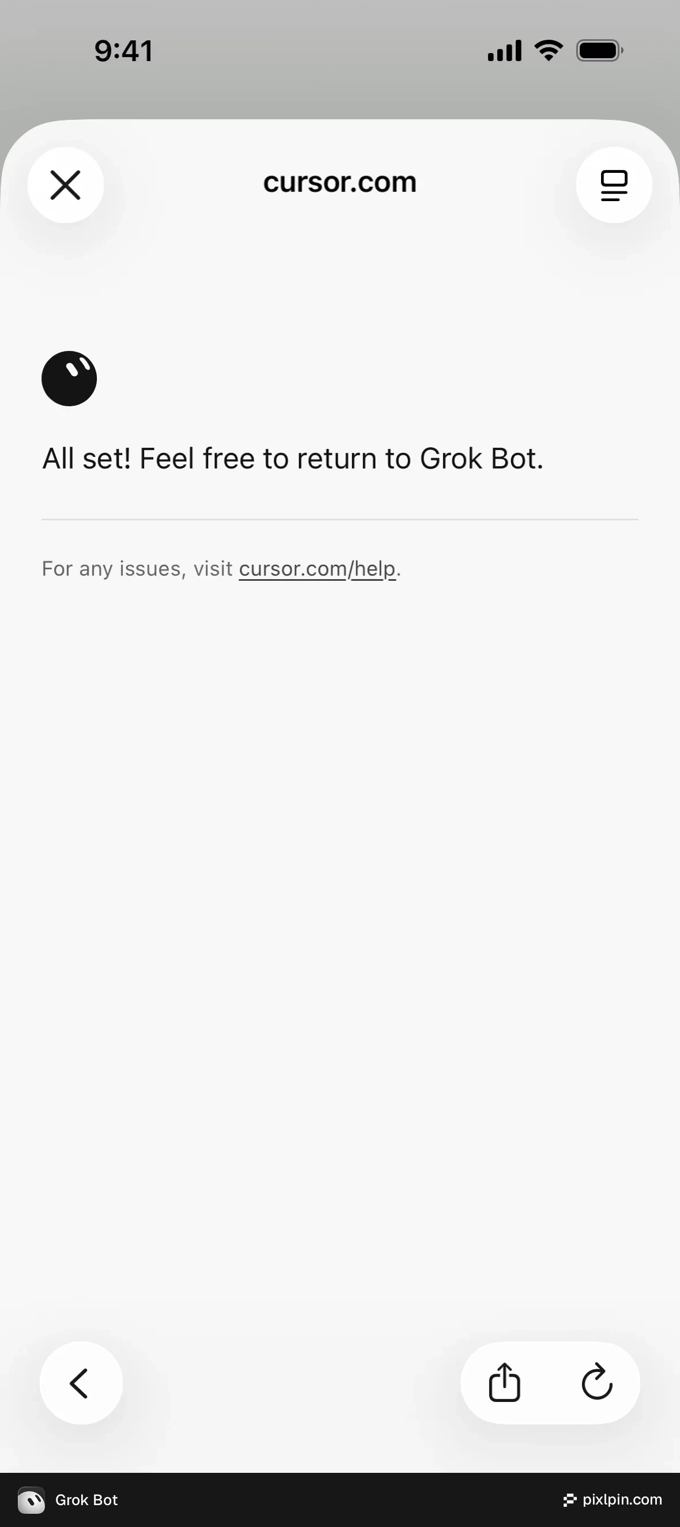 9:41
cursor.com
All set! Feel free to return to Grok Bot.
For any issues, visit cursor.com/help.
Grok Bot
pixlpin.com